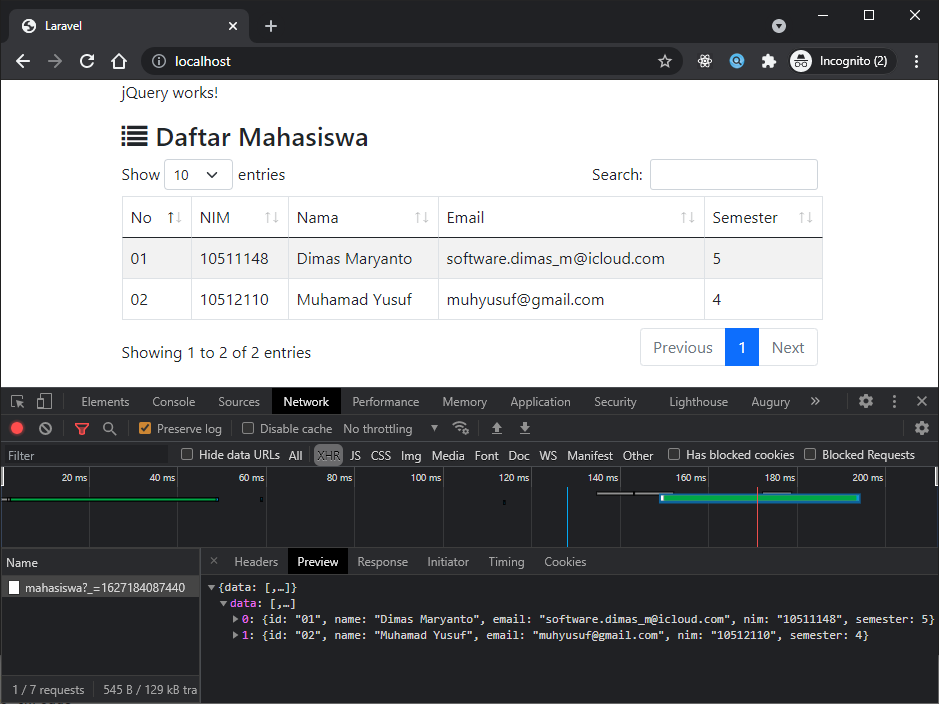 Laravel
localhost
Incognito (2)
jQuery works!
Daftar Mahasiswa
Show 10 entries
Search:
No NIM Nama Email Semester
01 10511148 Dimas Maryanto software.dimas_m@icloud.com 5
02 10512110 Muhamad Yusuf muhyusuf@gmail.com 4
Showing 1 to 2 of 2 entries
Previous 1 Next
Elements Console Sources Network Performance Memory Application Security Lighthouse Augury »
Preserve log Disable cache No throttling
Filter Hide data URLs All XHR JS CSS Img Media Font Doc WS Manifest Other Has blocked cookies Blocked Requests
20 ms 40 ms 60 ms 80 ms 100 ms 120 ms 140 ms 160 ms 180 ms 200 ms
Name
× Headers Preview Response Initiator Timing Cookies
mahasiswa?_=1627184087440
{data: [,…]}
data: [,…]
0: {id: "01", name: "Dimas Maryanto", email: "software.dimas_m@icloud.com", nim: "10511148", semester: 5}
1: {id: "02", name: "Muhamad Yusuf", email: "muhyusuf@gmail.com", nim: "10512110", semester: 4}
1 / 7 requests 545 B / 129 kB tra